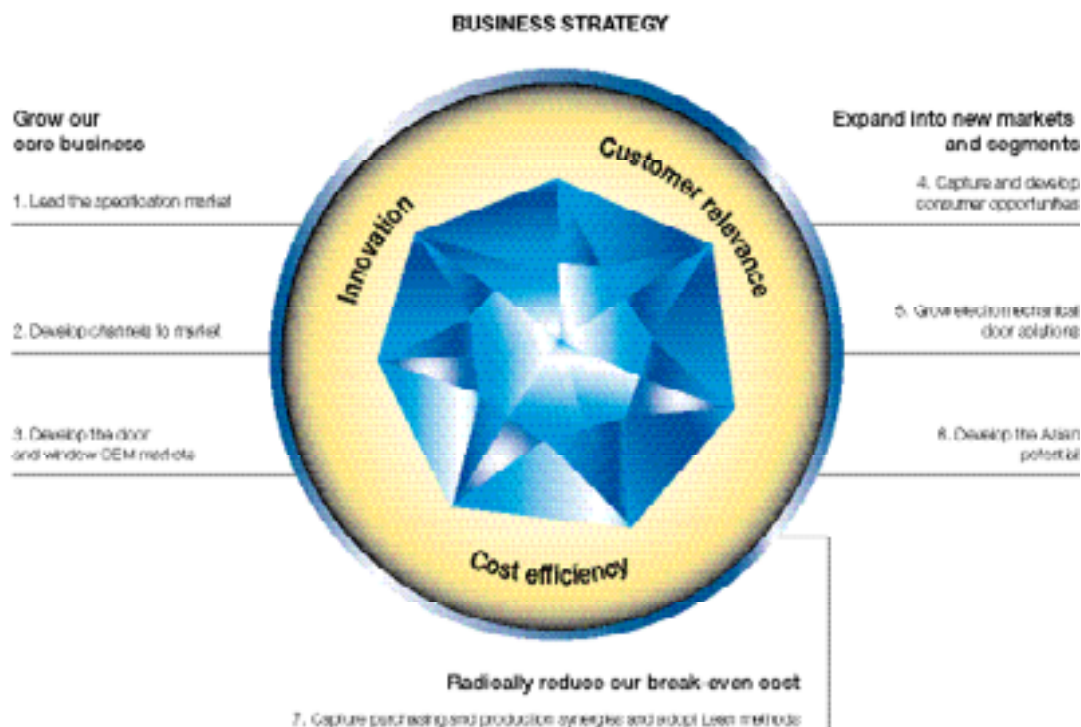 BUSINESS STRATEGY
Grow our
core business
1. Lead the specification market
2. Develop channels to market
3. Develop the door
and window OEM markets
Innovation
Customer relevance
Cost efficiency
Expand into new markets
and segments
4. Capture and develop
consumer opportunities
5. Grow electromechanical
door solutions
6. Develop the Asian
potential
Radically reduce our break-even cost
7. Capture purchasing and production synergies and adopt Lean methods